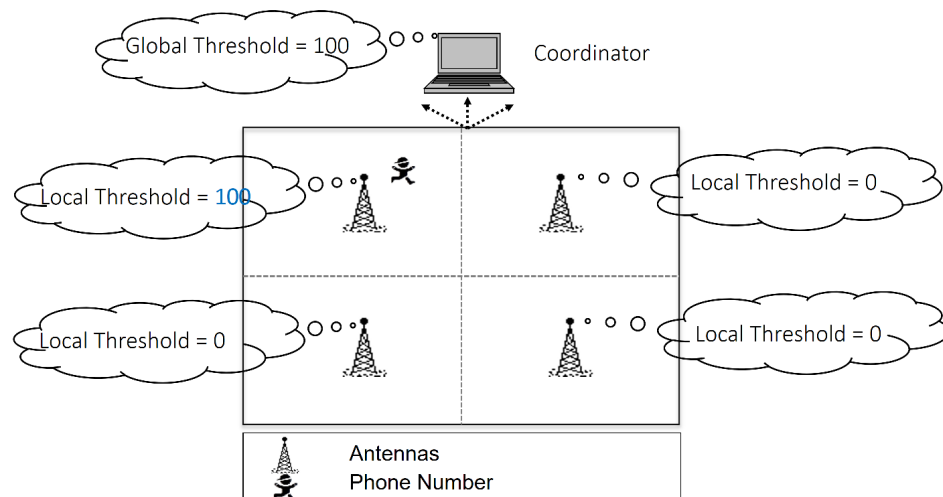 Global Threshold = 100
Coordinator
Local Threshold = 100
Local Threshold = 0
Local Threshold = 0
Local Threshold = 0
Antennas
Phone Number